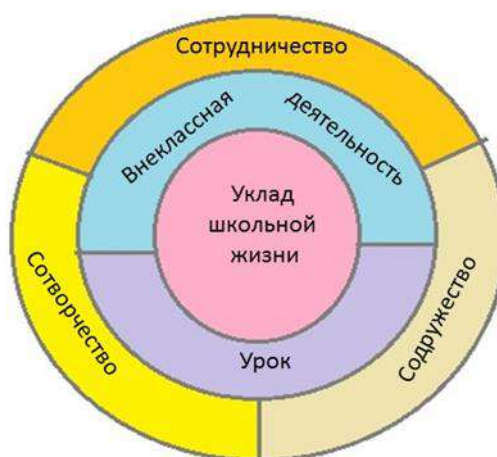 Сотрудничество
Внеклассная деятельность
Уклад
школьной
жизни
Сотворчество
Содружество
Урок